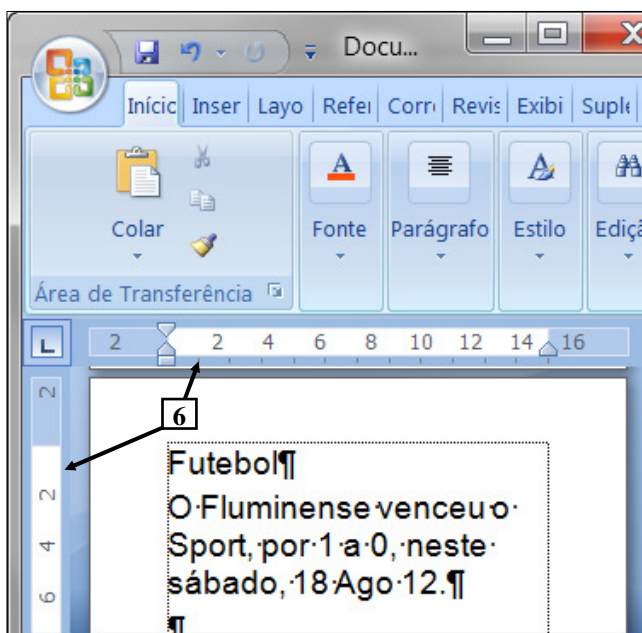 Docu...
Início Inser Layo Refer Corr Revis Exibi Suple
Colar
Fonte
Parágrafo
Estilo
Ediçã
Área de Transferência
L 2 2 4 6 8 10 12 14 16
2
2
4
6
6
Futebol¶
O·Fluminense·venceu·o·
Sport,·por·1·a·0,·neste·
sábado,·18·Ago·12.¶
¶